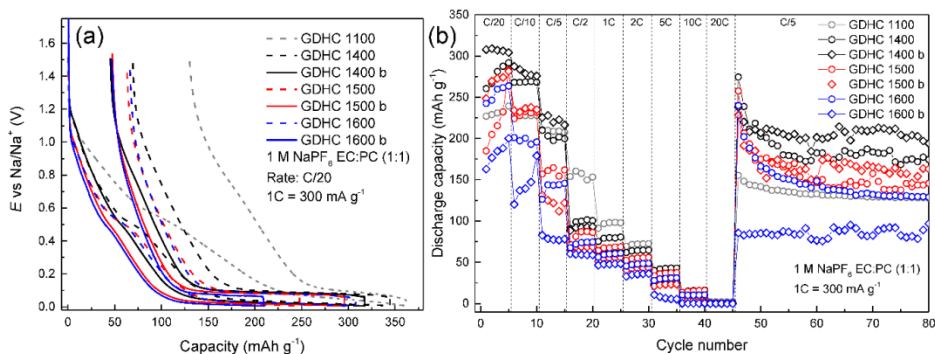 (a)
GDHC 1100
GDHC 1400
GDHC 1400 b
GDHC 1500
GDHC 1500 b
GDHC 1600
GDHC 1600 b
1 M NaPF₆ EC:PC (1:1)
Rate: C/20
1C = 300 mA g⁻¹
E vs Na/Na⁺ (V)
1.6
1.4
1.2
1.0
0.8
0.6
0.4
0.2
0.0
0 50 100 150 200 250 300 350
Capacity (mAh g⁻¹)
(b)
C/20 C/10 C/5 C/2 1C 2C 5C 10C 20C C/5
GDHC 1100
GDHC 1400
GDHC 1400 b
GDHC 1500
GDHC 1500 b
GDHC 1600
GDHC 1600 b
1 M NaPF₆ EC:PC (1:1)
1C = 300 mA g⁻¹
Discharge capacity (mAh g⁻¹)
350
300
250
200
150
100
50
0
0 10 20 30 40 50 60 70 80
Cycle number